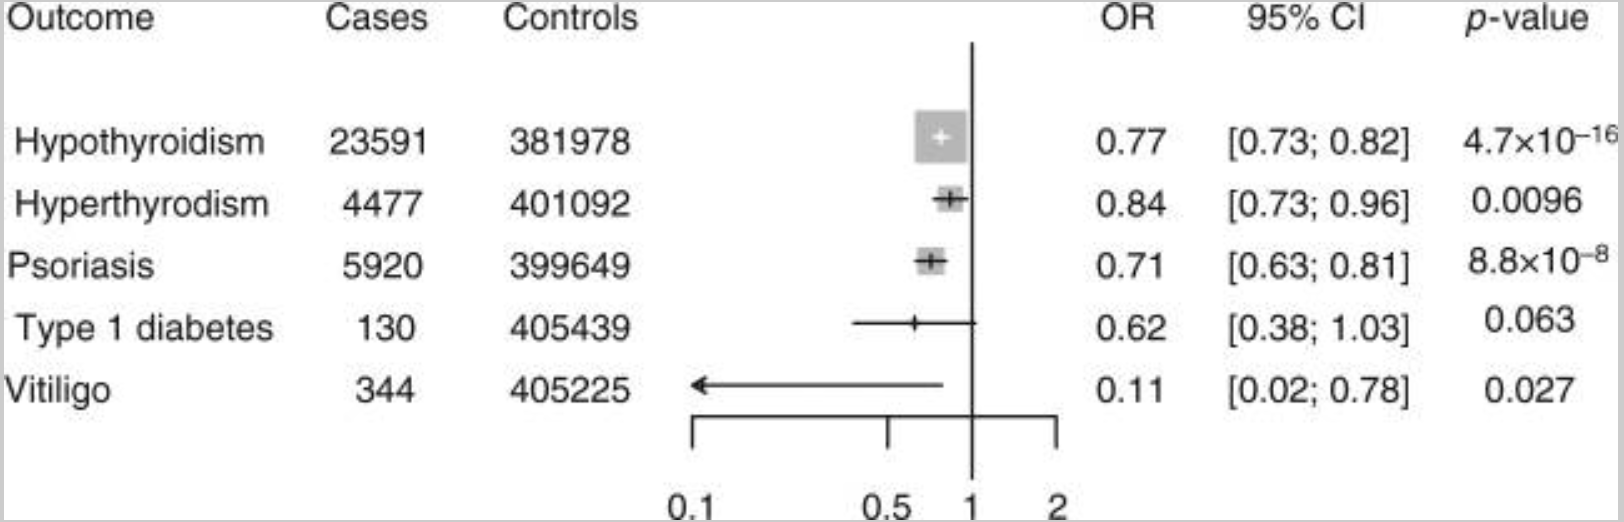 Outcome Cases Controls OR 95% CI p-value
Hypothyroidism 23591 381978 0.77 [0.73; 0.82] 4.7×10⁻¹⁶
Hyperthyrodism 4477 401092 0.84 [0.73; 0.96] 0.0096
Psoriasis 5920 399649 0.71 [0.63; 0.81] 8.8×10⁻⁸
Type 1 diabetes 130 405439 0.62 [0.38; 1.03] 0.063
Vitiligo 344 405225 0.11 [0.02; 0.78] 0.027
0.1 0.5 1 2